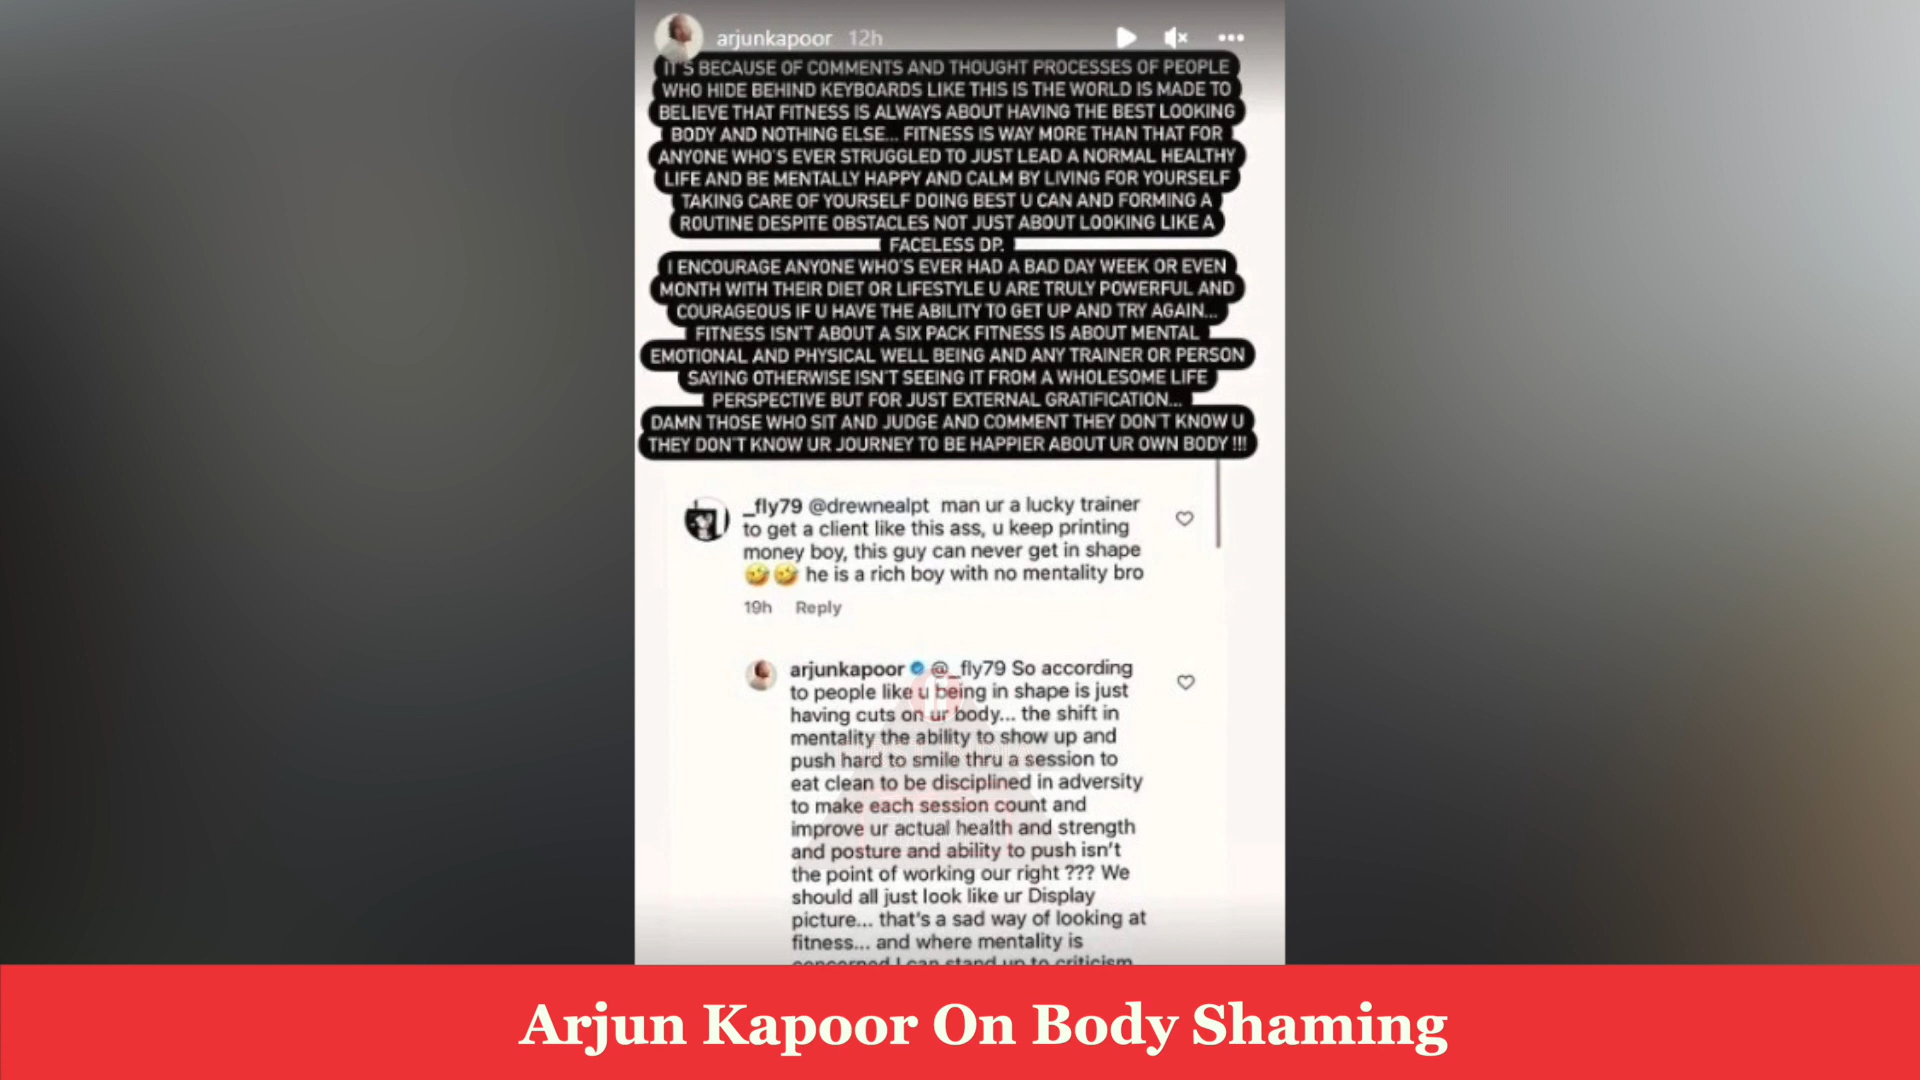 arjunkapoor 12h
IT'S BECAUSE OF COMMENTS AND THOUGHT PROCESSES OF PEOPLE
WHO HIDE BEHIND KEYBOARDS LIKE THIS IS THE WORLD IS MADE TO
BELIEVE THAT FITNESS IS ALWAYS ABOUT HAVING THE BEST LOOKING
BODY AND NOTHING ELSE... FITNESS IS WAY MORE THAN THAT FOR
ANYONE WHO'S EVER STRUGGLED TO JUST LEAD A NORMAL HEALTHY
LIFE AND BE MENTALLY HAPPY AND CALM BY LIVING FOR YOURSELF
TAKING CARE OF YOURSELF DOING BEST U CAN AND FORMING A
ROUTINE DESPITE OBSTACLES NOT JUST ABOUT LOOKING LIKE A
FACELESS DP.
I ENCOURAGE ANYONE WHO'S EVER HAD A BAD DAY WEEK OR EVEN
MONTH WITH THEIR DIET OR LIFESTYLE U ARE TRULY POWERFUL AND
COURAGEOUS IF U HAVE THE ABILITY TO GET UP AND TRY AGAIN...
FITNESS ISN'T ABOUT A SIX PACK FITNESS IS ABOUT MENTAL
EMOTIONAL AND PHYSICAL WELL BEING AND ANY TRAINER OR PERSON
SAYING OTHERWISE ISN'T SEEING IT FROM A WHOLESOME LIFE
PERSPECTIVE BUT FOR JUST EXTERNAL GRATIFICATION...
DAMN THOSE WHO SIT AND JUDGE AND COMMENT THEY DON'T KNOW U
THEY DON'T KNOW UR JOURNEY TO BE HAPPIER ABOUT UR OWN BODY !!!
_fly79 @drewnealpt man ur a lucky trainer
to get a client like this ass, u keep printing
money boy, this guy can never get in shape
🤣🤣 he is a rich boy with no mentality bro
19h Reply
arjunkapoor @_fly79 So according
to people like u being in shape is just
having cuts on ur body... the shift in
mentality the ability to show up and
push hard to smile thru a session to
eat clean to be disciplined in adversity
to make each session count and
improve ur actual health and strength
and posture and ability to push isn't
the point of working our right ??? We
should all just look like ur Display
picture... that's a sad way of looking at
fitness... and where mentality is
concerned I can stand up to criticism
Arjun Kapoor On Body Shaming